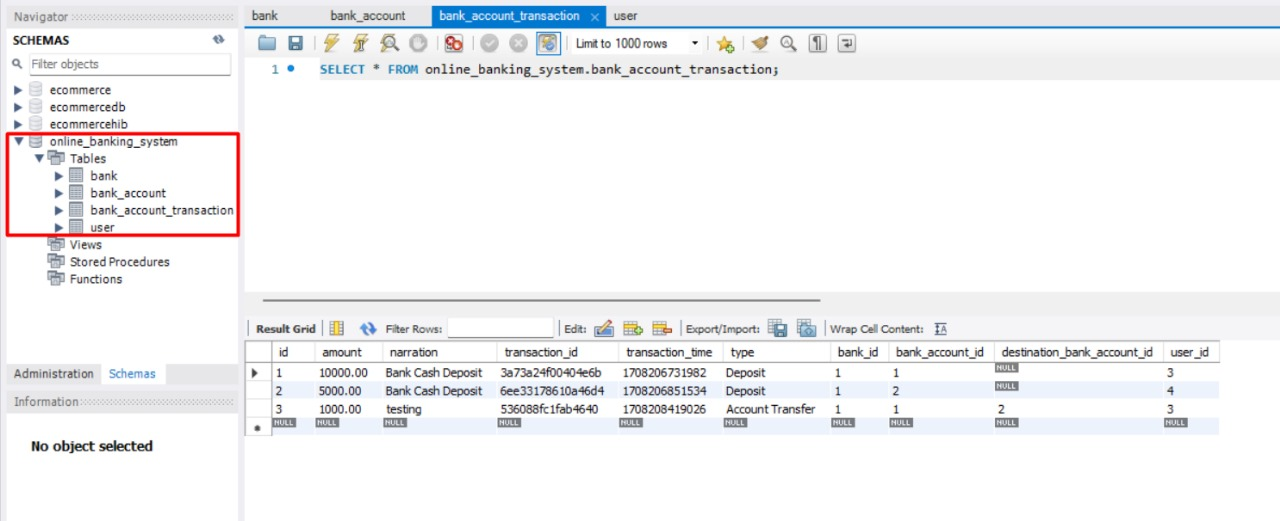 Navigator
SCHEMAS
Filter objects
ecommerce
ecommercedb
ecommercehib
online_banking_system
Tables
bank
bank_account
bank_account_transaction
user
Views
Stored Procedures
Functions
Administration Schemas
Information
No object selected
bank bank_account bank_account_transaction × user
Limit to 1000 rows
1 SELECT * FROM online_banking_system.bank_account_transaction;
Result Grid Filter Rows: Edit: Export/Import: Wrap Cell Content: IA
id amount narration transaction_id transaction_time type bank_id bank_account_id destination_bank_account_id user_id
1 10000.00 Bank Cash Deposit 3a73a24f00404e6b 1708206731982 Deposit 1 1 NULL 3
2 5000.00 Bank Cash Deposit 6ee33178610a46d4 1708206851534 Deposit 1 2 NULL 4
3 1000.00 testing 536088fc1fab4640 1708208419026 Account Transfer 1 1 2 3
* NULL NULL NULL NULL NULL NULL NULL NULL NULL NULL